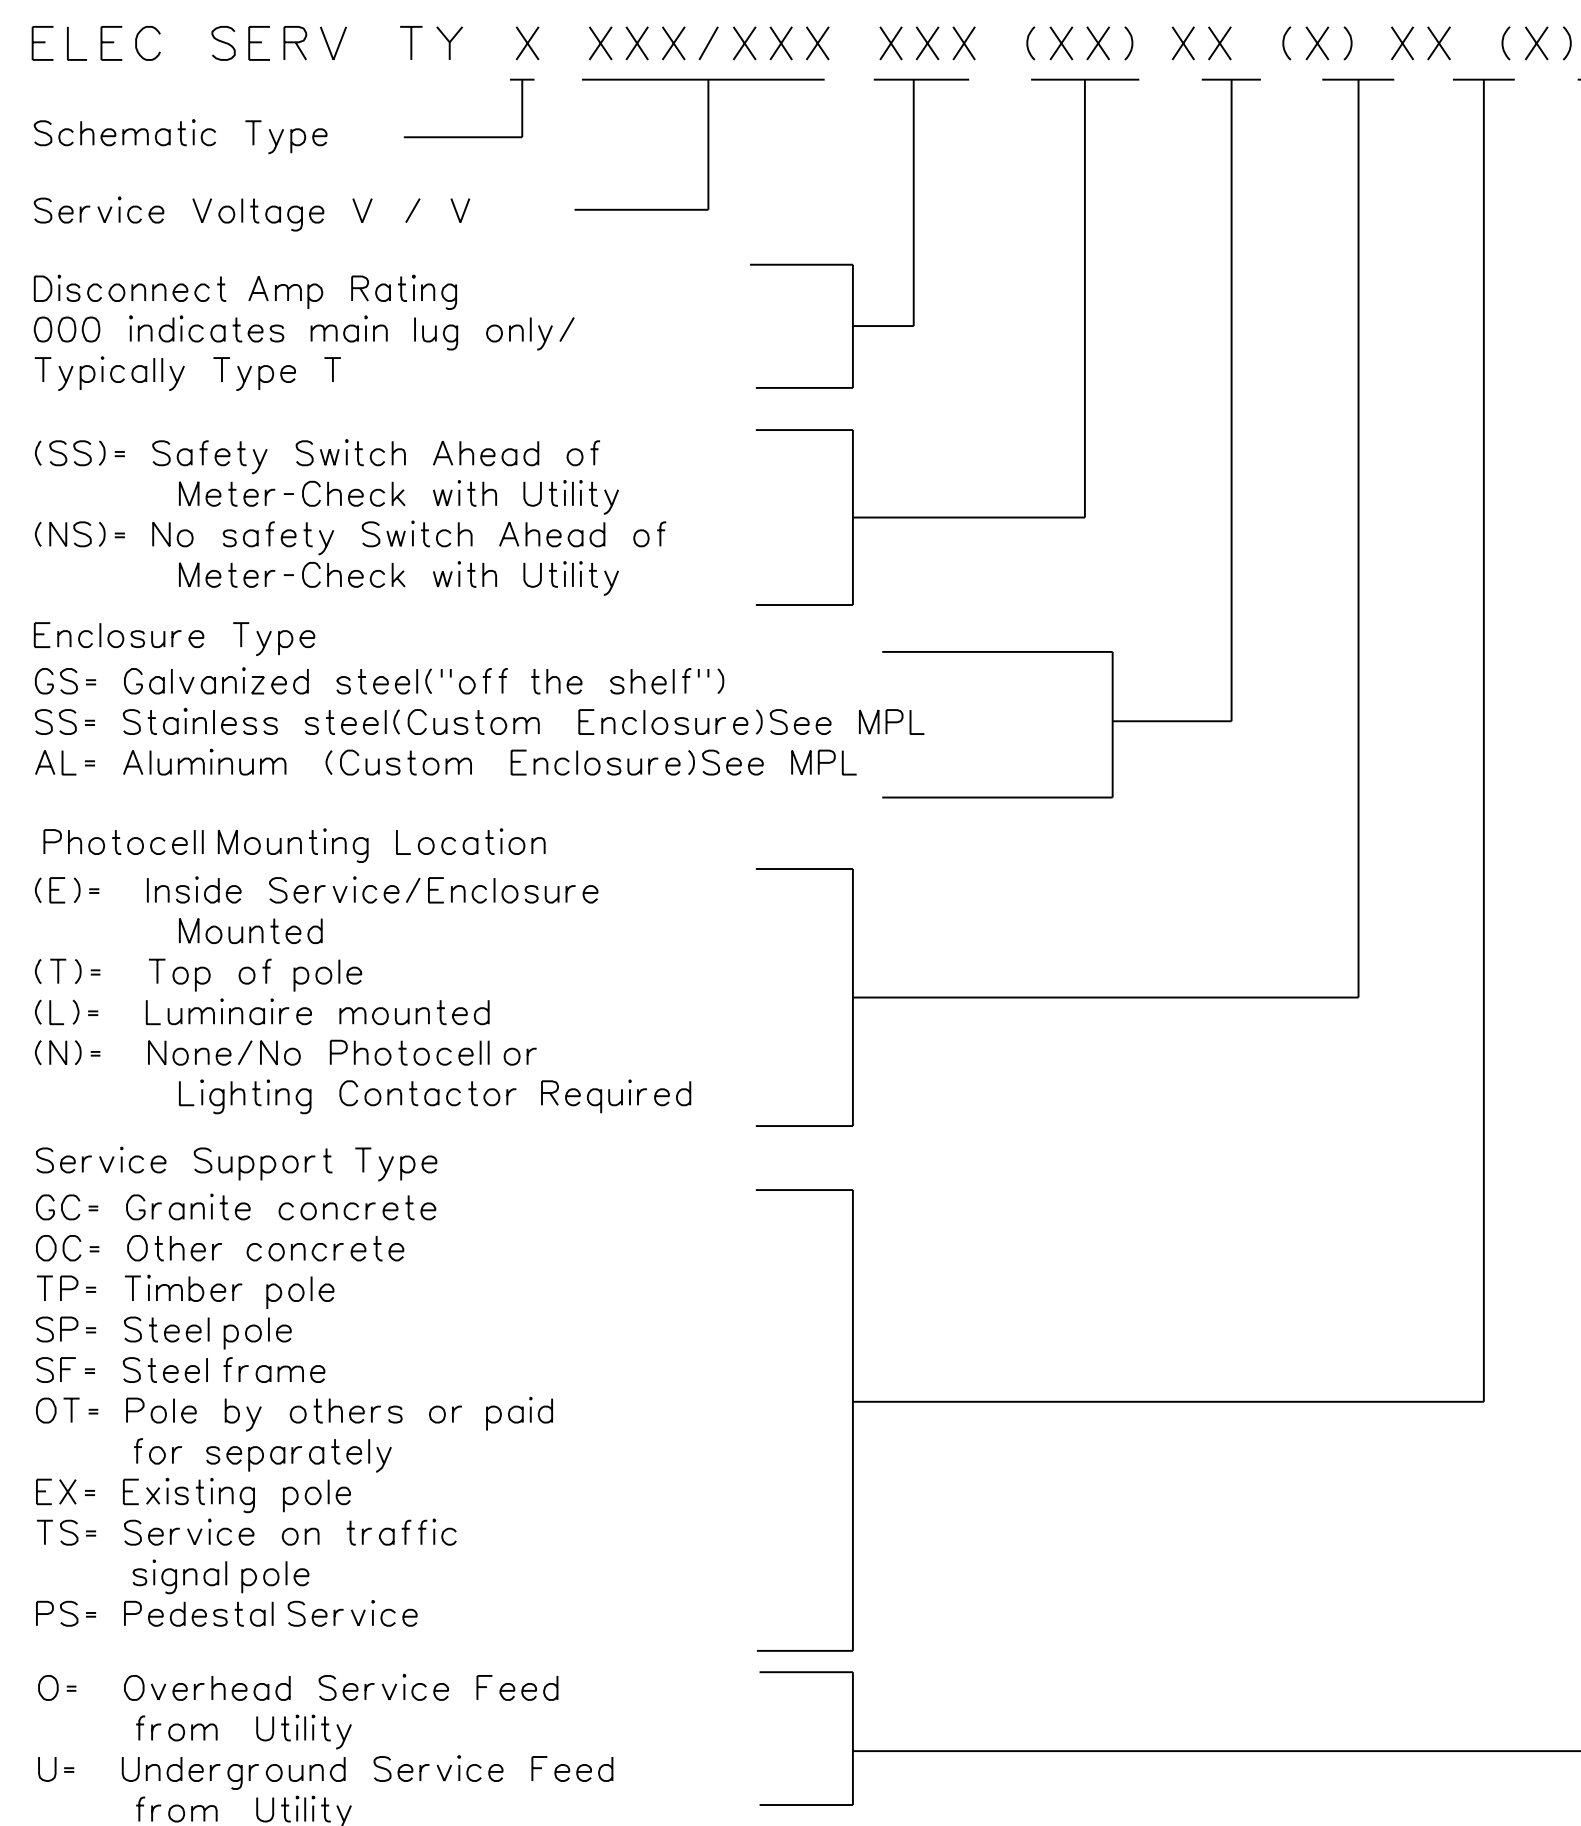 ELEC SERV TY X XXX/XXX XXX (XX) XX (X) XX (X)
Schematic Type
Service Voltage V / V
Disconnect Amp Rating
000 indicates main lug only/
Typically Type T
(SS)= Safety Switch Ahead of
Meter-Check with Utility
(NS)= No safety Switch Ahead of
Meter-Check with Utility
Enclosure Type
GS= Galvanized steel("off the shelf")
SS= Stainless steel(Custom Enclosure)See MPL
AL= Aluminum (Custom Enclosure)See MPL
Photocell Mounting Location
(E)= Inside Service/Enclosure
Mounted
(T)= Top of pole
(L)= Luminaire mounted
(N)= None/No Photocell or
Lighting Contactor Required
Service Support Type
GC= Granite concrete
OC= Other concrete
TP= Timber pole
SP= Steel pole
SF= Steel frame
OT= Pole by others or paid
for separately
EX= Existing pole
TS= Service on traffic
signal pole
PS= Pedestal Service
O= Overhead Service Feed
from Utility
U= Underground Service Feed
from Utility